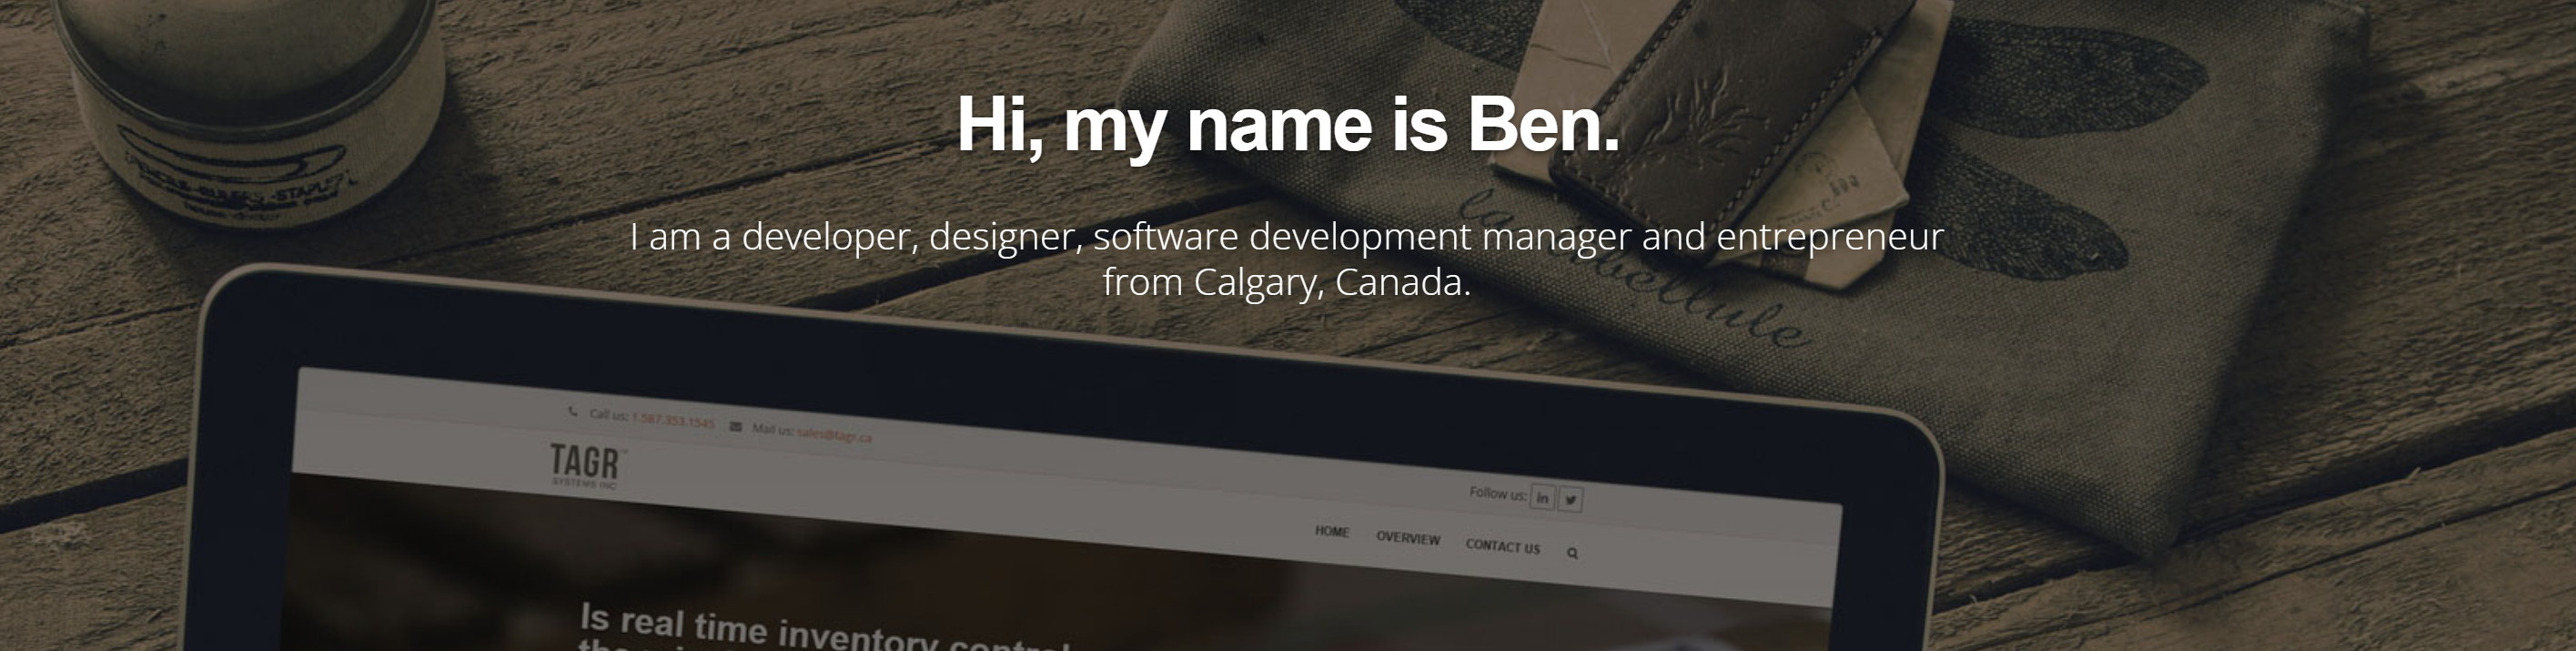 Hi, my name is Ben.
I am a developer, designer, software development manager and entrepreneur
from Calgary, Canada.
la libellule
Call us: 1.587.353.1545 Mail us: sales@tagr.ca
TAGR
SYSTEMS INC
Follow us: in
HOME OVERVIEW CONTACT US
Is real time inventory control